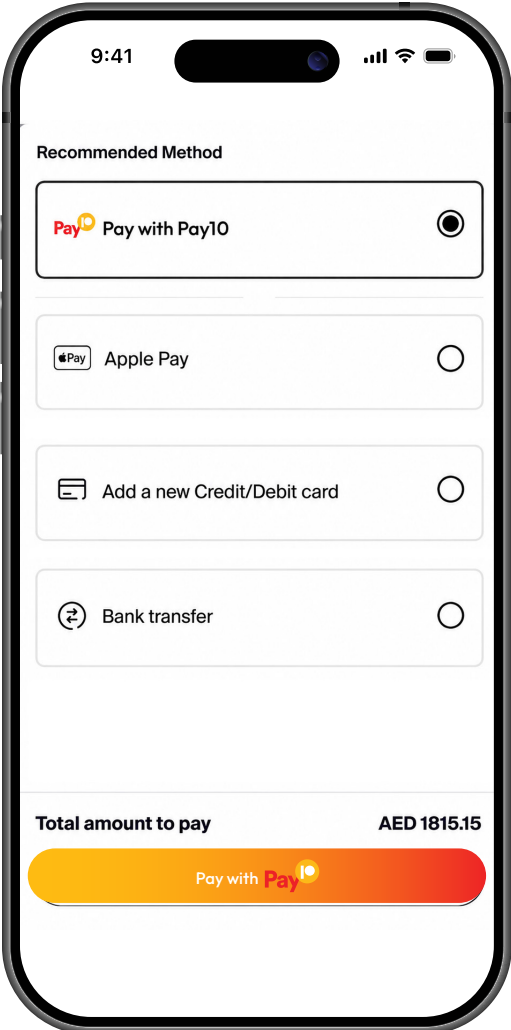 9:41
Recommended Method
Pay10 Pay with Pay10
Pay Apple Pay
Add a new Credit/Debit card
Bank transfer
Total amount to pay AED 1815.15
Pay with Pay10